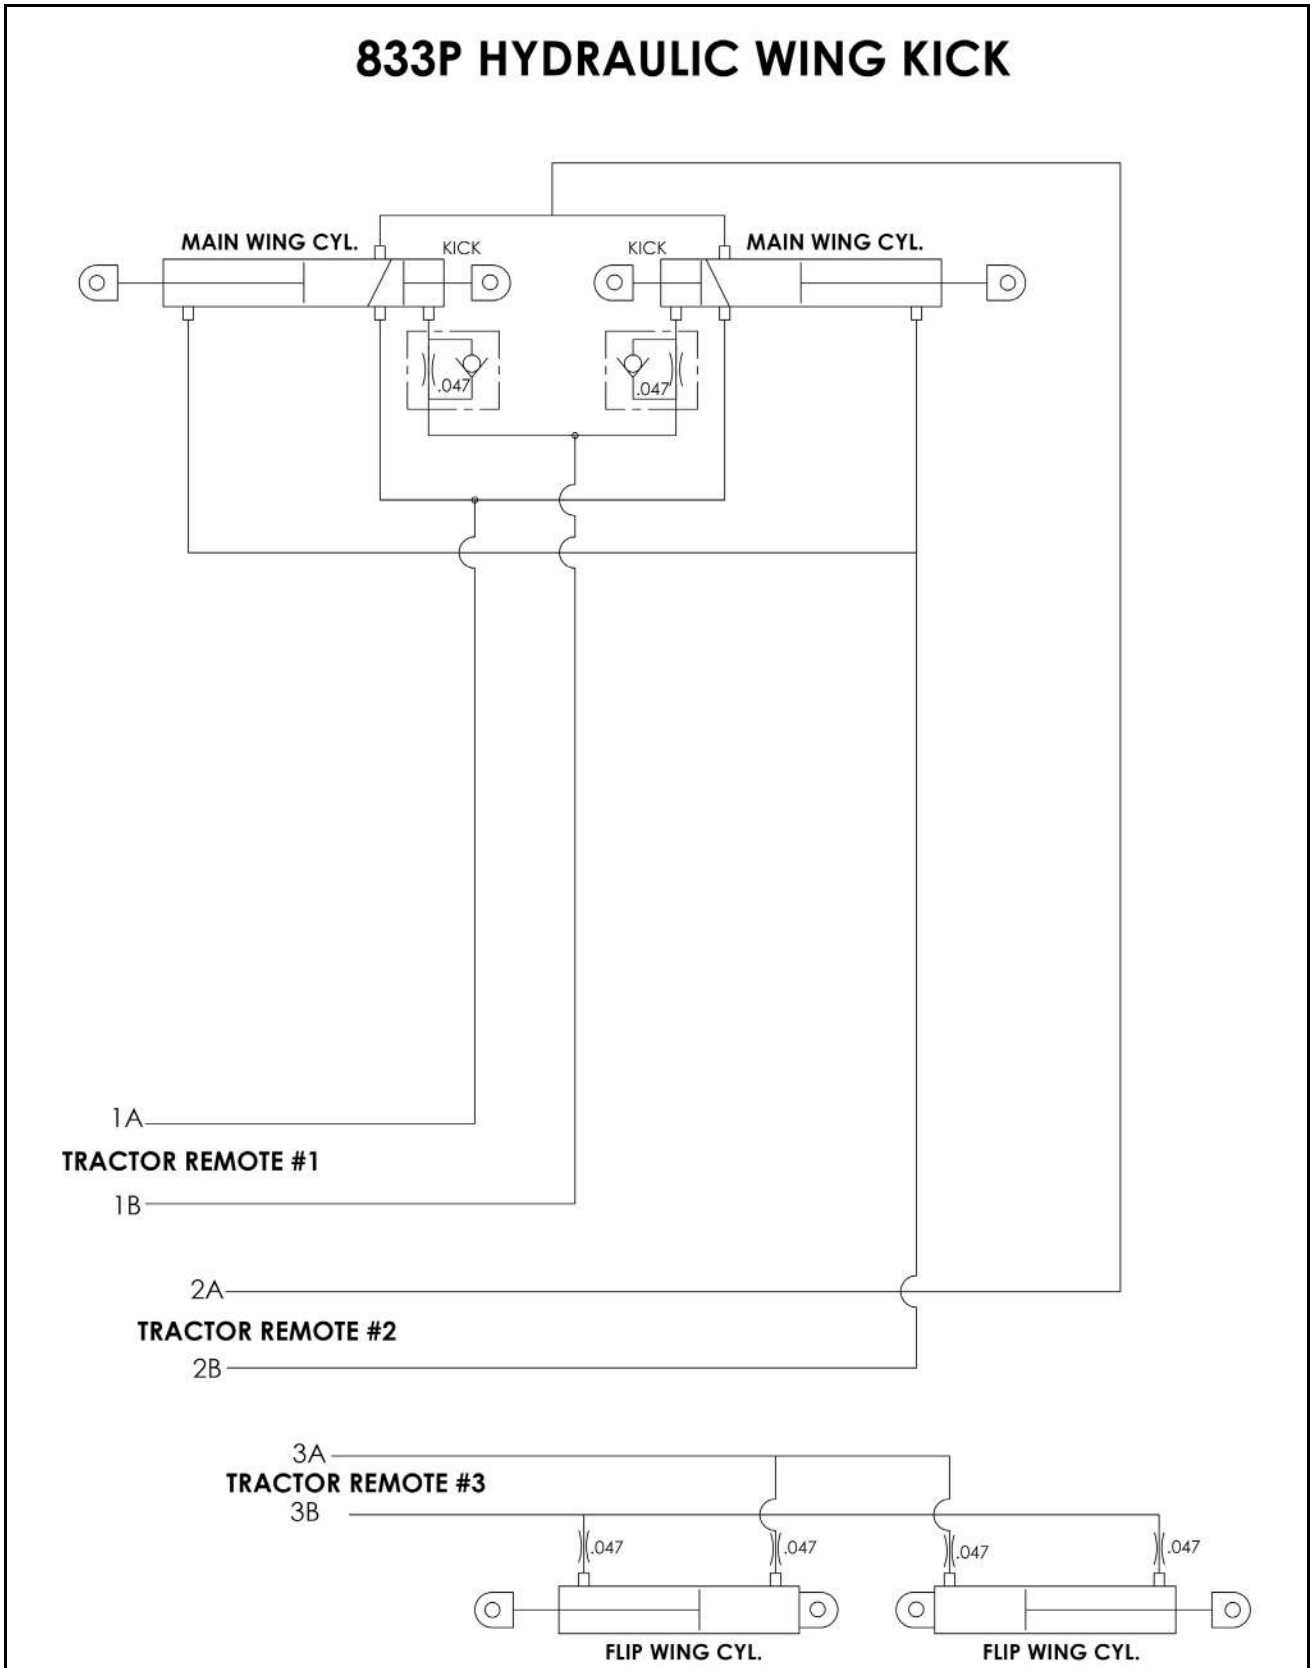 833P HYDRAULIC WING KICK
MAIN WING CYL.
KICK
KICK
MAIN WING CYL.
.047
.047
1A
TRACTOR REMOTE #1
1B
2A
TRACTOR REMOTE #2
2B
3A
TRACTOR REMOTE #3
3B
.047
.047
.047
.047
FLIP WING CYL.
FLIP WING CYL.